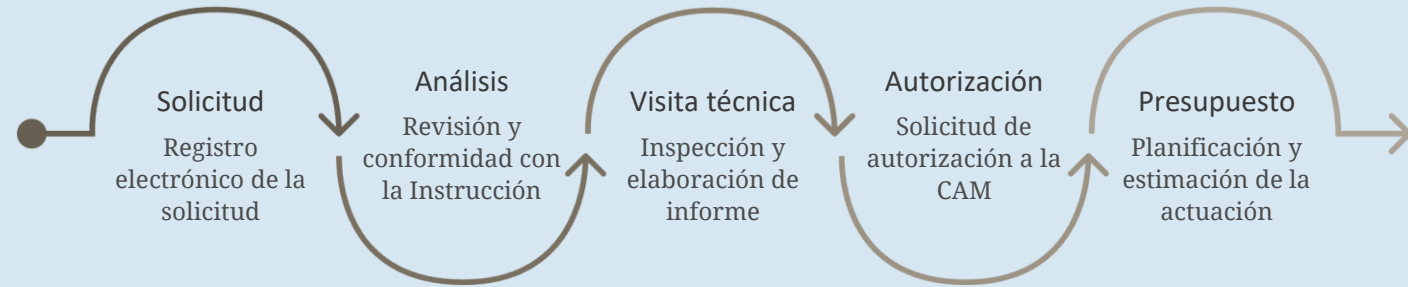 Solicitud
Registro
electrónico de la
solicitud
Análisis
Revisión y
conformidad con
la Instrucción
Visita técnica
Inspección y
elaboración de
informe
Autorización
Solicitud de
autorización a la
CAM
Presupuesto
Planificación y
estimación de la
actuación